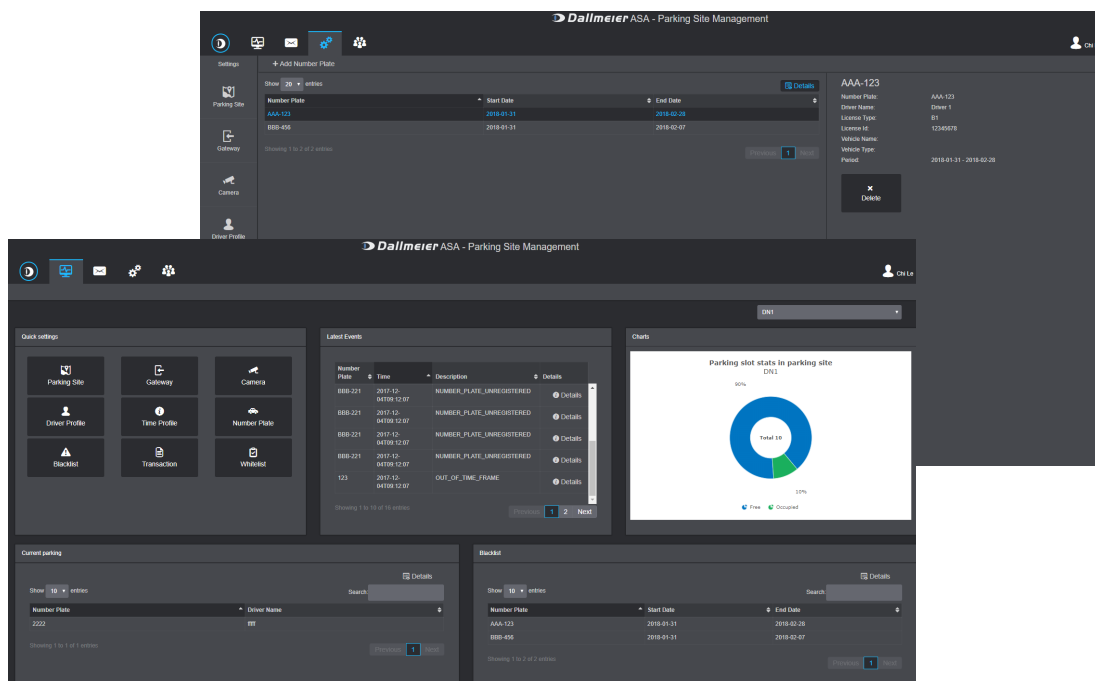 Dallmeier ASA - Parking Site Management
Chi
Settings
+ Add Number Plate
Show 20 entries
Details
Number Plate Start Date End Date
AAA-123 2018-01-31 2018-02-28
BBB-456 2018-01-31 2018-02-07
Showing 1 to 2 of 2 entries
Previous 1 Next
Parking Site
Gateway
Camera
Driver Profile
AAA-123
Number Plate: AAA-123
Driver Name: Driver 1
License Type: B1
License Id: 12345678
Vehicle Name:
Vehicle Type:
Period: 2018-01-31 - 2018-02-28
Delete
Dallmeier ASA - Parking Site Management
Chi Le
DN1
Quick settings
Parking Site Gateway Camera
Driver Profile Time Profile Number Plate
Blacklist Transaction Whitelist
Latest Events
Number
Plate Time Description Details
BBB-221 2017-12-
04T09:12:07 NUMBER_PLATE_UNREGISTERED Details
BBB-221 2017-12-
04T09:12:07 NUMBER_PLATE_UNREGISTERED Details
BBB-221 2017-12-
04T09:12:07 NUMBER_PLATE_UNREGISTERED Details
BBB-221 2017-12-
04T09:12:07 NUMBER_PLATE_UNREGISTERED Details
123 2017-12-
04T09:12:07 OUT_OF_TIME_FRAME Details
Showing 1 to 10 of 16 entries
Previous 1 2 Next
Charts
Parking slot stats in parking site
DN1
90%
Total 10
10%
Free Occupied
Current parking
Details
Show 10 entries
Search:
Number Plate Driver Name
2222 ffff
Showing 1 to 1 of 1 entries
Previous 1 Next
Blacklist
Details
Show 10 entries
Search:
Number Plate Start Date End Date
AAA-123 2018-01-31 2018-02-28
BBB-456 2018-01-31 2018-02-07
Showing 1 to 2 of 2 entries
Previous 1 Next